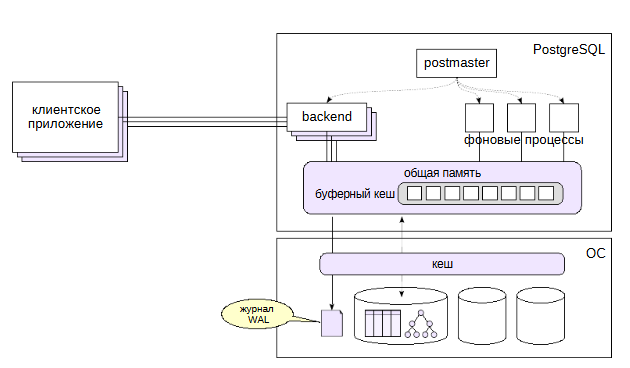 PostgreSQL
postmaster
клиентское
приложение
backend
фоновые процессы
общая память
буферный кеш
ОС
кеш
журнал
WAL